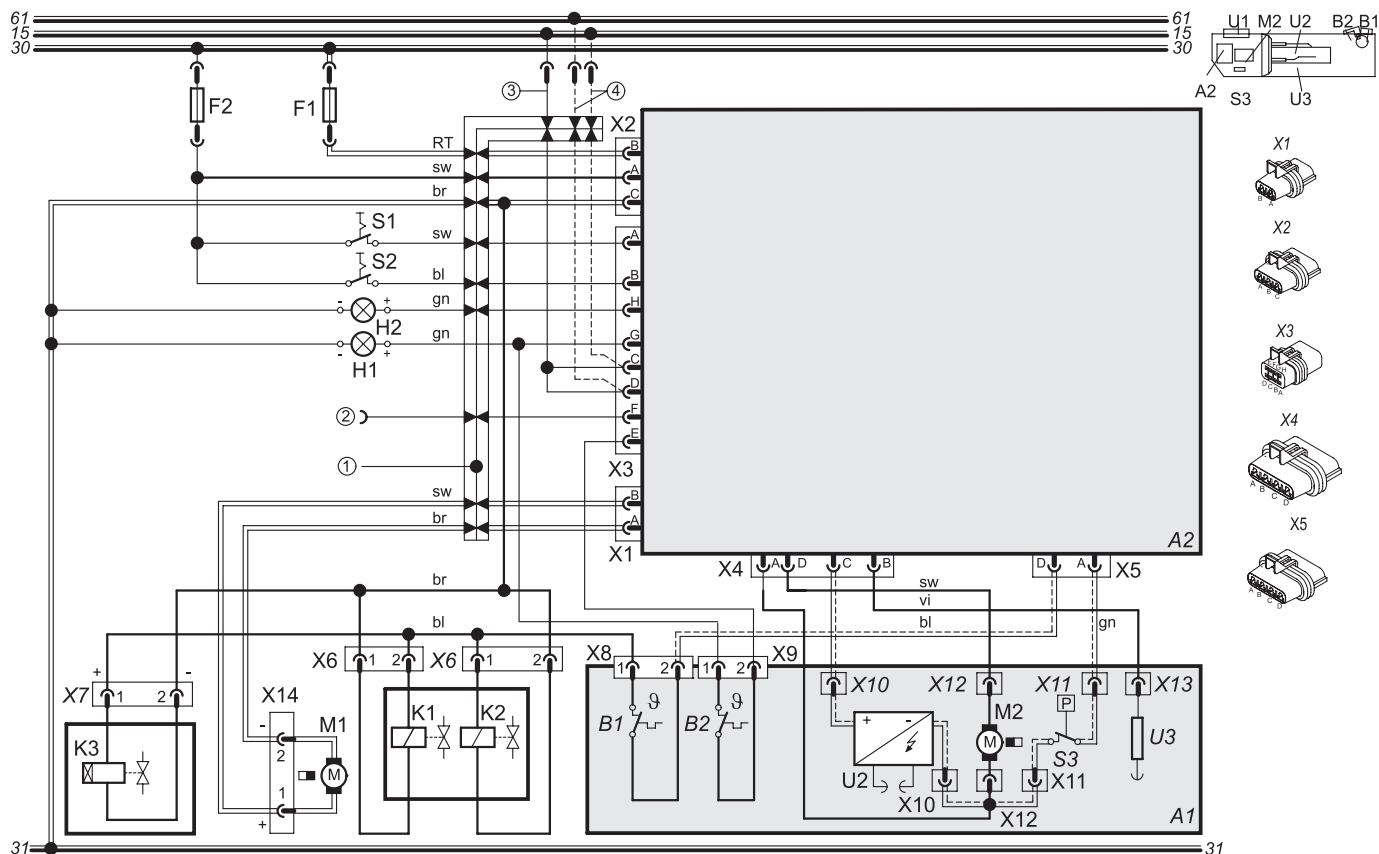 61
61
15
15
30
30
U1 M2 U2 B2 B1
A2
S3
U3
F2
F1
3
4
X2
RT
B
sw
A
br
C
S1
sw
A
S2
bl
B
- + gn
H
H2
gn
G
- +
H1
C
D
2
F
E
1
X3
sw
B
br
A
X1
A2
X1
B A
X2
A B C
X3
E F G H
D C B A
X4
A B C D
X5
A B C D
X4 A D C B
D A X5
sw
vi
br
bl
bl
gn
+ -
X7 1 2
X14
X6 1 2
X6 1 2
X8 1 2
X9 2
1
X10
X12
X11
X13
K3
-
2
M1
M
1
+
K1
K2
B1 ϑ
B2 ϑ
+ -
U2
X10
M2
M
P
S3
X11
X12
U3
A1
31
31